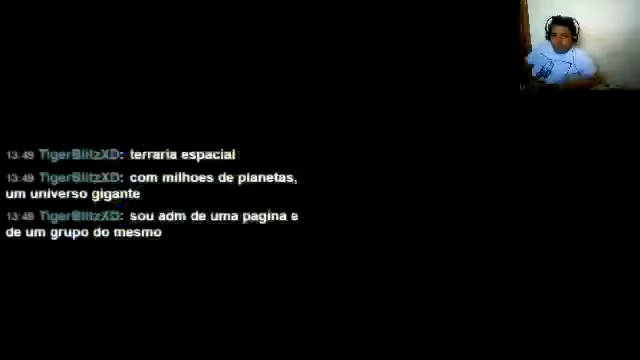 13:49 TigerBlitzXD: terraria espacial
13:49 TigerBlitzXD: com milhoes de planetas,
um universo gigante
13:49 TigerBlitzXD: sou adm de uma pagina e
de um grupo do mesmo